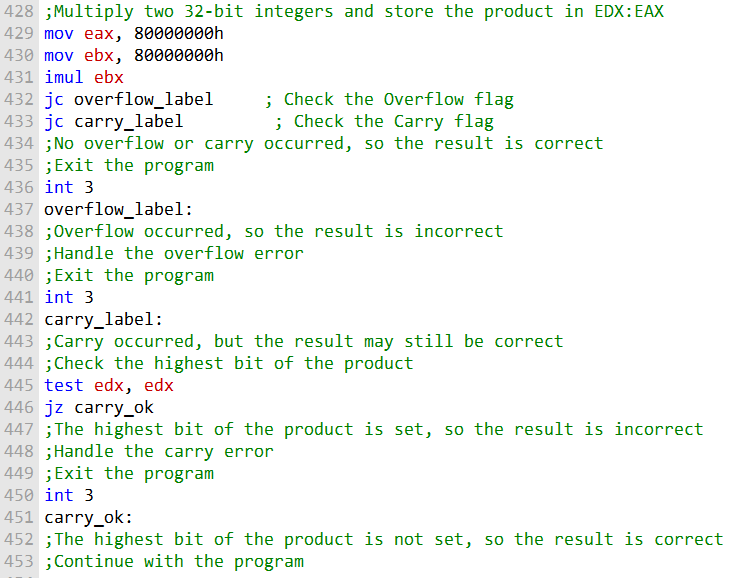 428 ;Multiply two 32-bit integers and store the product in EDX:EAX
429 mov eax, 80000000h
430 mov ebx, 80000000h
431 imul ebx
432 jc overflow_label     ; Check the Overflow flag
433 jc carry_label         ; Check the Carry flag
434 ;No overflow or carry occurred, so the result is correct
435 ;Exit the program
436 int 3
437 overflow_label:
438 ;Overflow occurred, so the result is incorrect
439 ;Handle the overflow error
440 ;Exit the program
441 int 3
442 carry_label:
443 ;Carry occurred, but the result may still be correct
444 ;Check the highest bit of the product
445 test edx, edx
446 jz carry_ok
447 ;The highest bit of the product is set, so the result is incorrect
448 ;Handle the carry error
449 ;Exit the program
450 int 3
451 carry_ok:
452 ;The highest bit of the product is not set, so the result is correct
453 ;Continue with the program